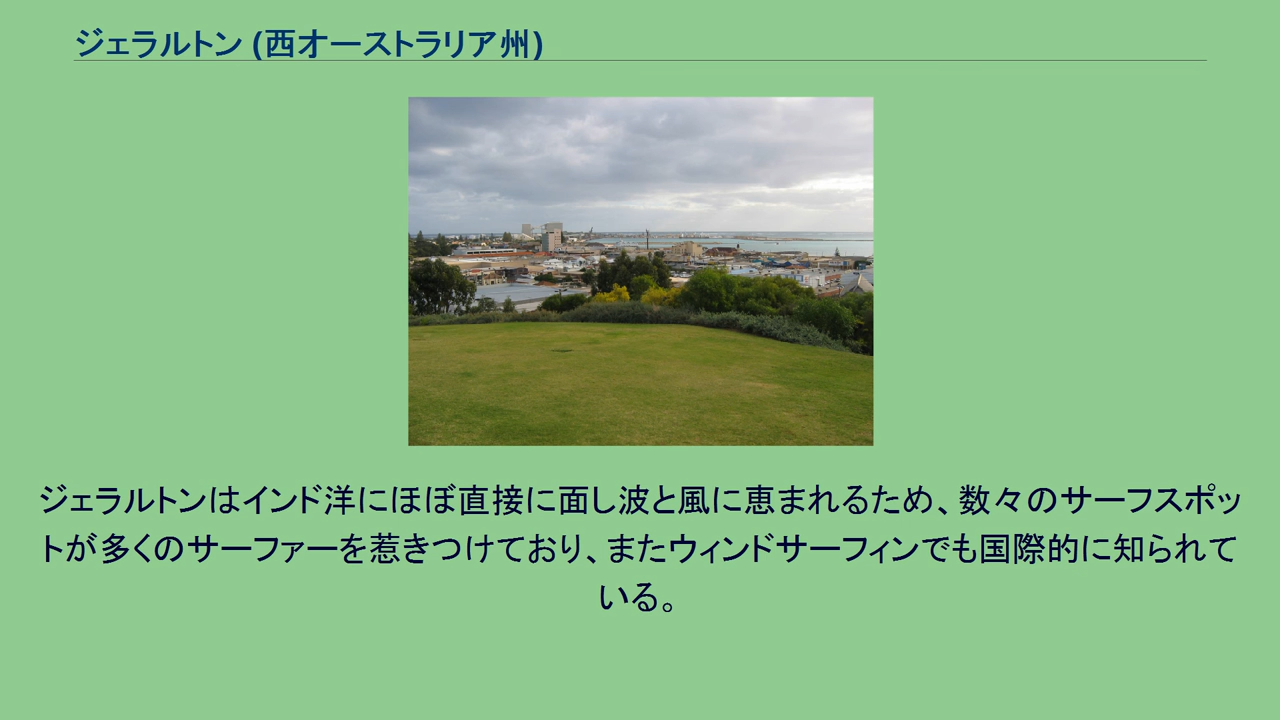 ジェラルトン (西オーストラリア州)
ジェラルトンはインド洋にほぼ直接に面し波と風に恵まれるため、数々のサーフスポッ
トが多くのサーファーを惹きつけており、またウィンドサーフィンでも国際的に知られて
いる。